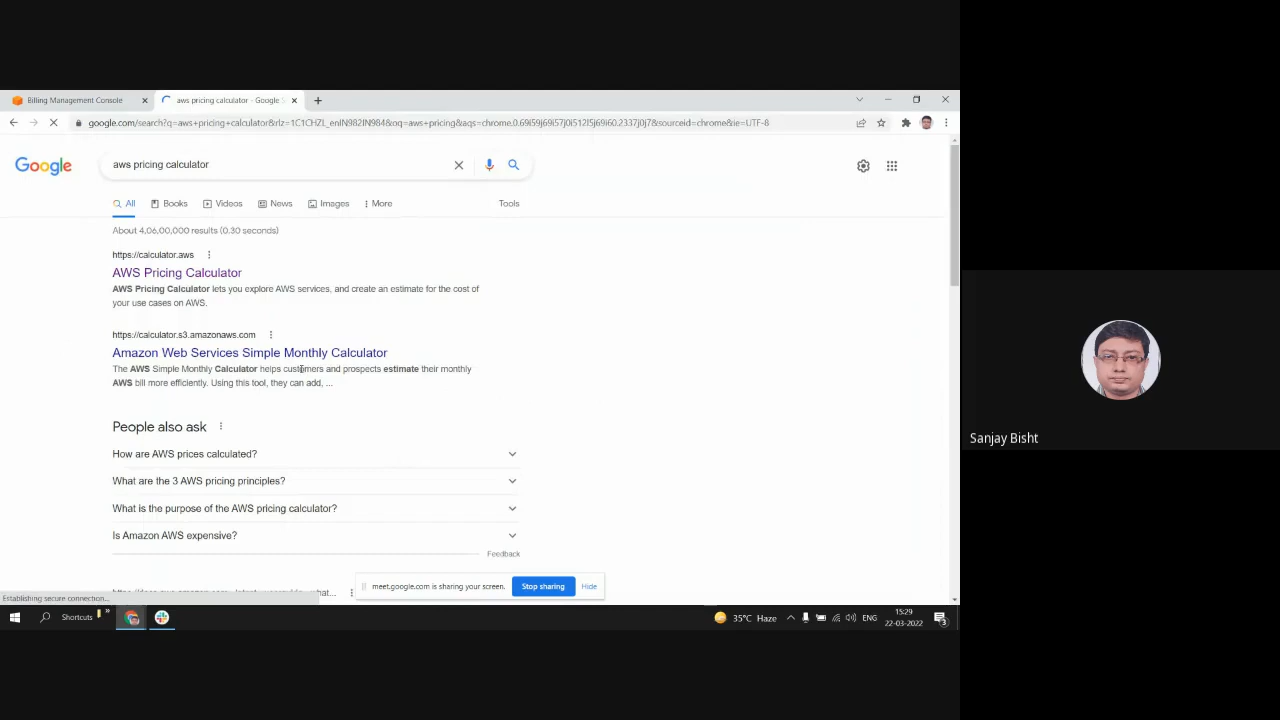 Billing Management Console
aws pricing calculator - Google S
google.com/search?q=aws+pricing+calculator&rlz=1C1CHZL_enIN982IN984&oq=aws+pricing&aqs=chrome.0.69i59j69i57j0i512l5j69i60.2337j0j7&sourceid=chrome&ie=UTF-8
Google
aws pricing calculator
All Books Videos News Images More Tools
About 4,06,00,000 results (0.30 seconds)
https://calculator.aws
AWS Pricing Calculator
AWS Pricing Calculator lets you explore AWS services, and create an estimate for the cost of
your use cases on AWS.
https://calculator.s3.amazonaws.com
Amazon Web Services Simple Monthly Calculator
The AWS Simple Monthly Calculator helps customers and prospects estimate their monthly
AWS bill more efficiently. Using this tool, they can add, ...
Sanjay Bisht
People also ask
How are AWS prices calculated?
What are the 3 AWS pricing principles?
What is the purpose of the AWS pricing calculator?
Is Amazon AWS expensive?
Feedback
meet.google.com is sharing your screen. Stop sharing Hide
Establishing secure connection...
Shortcuts »
35°C Haze ENG
15:29
22-03-2022
3